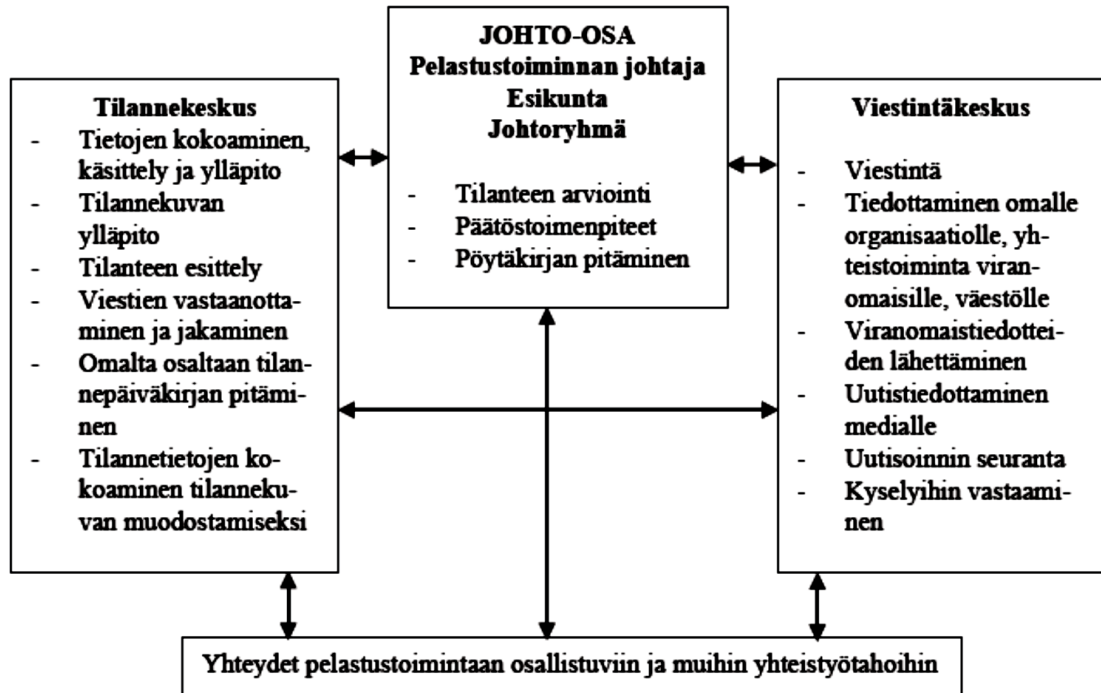 JOHTO-OSA
Pelastustoiminnan johtaja
Esikunta
Johtoryhmä
- Tilanteen arviointi
- Päätöstoimenpiteet
- Pöytäkirjan pitäminen
Tilannekeskus
- Tietojen kokoaminen,
käsittely ja ylläpito
- Tilannekuvan
ylläpito
- Tilanteen esittely
- Viestien vastaanotta-
minen ja jakaminen
- Omalta osaltaan tilan-
nepäiväkirjan pitämi-
nen
- Tilannetietojen ko-
koaminen tilanneku-
van muodostamiseksi
Viestintäkeskus
- Viestintä
- Tiedottaminen omalle
organisaatiolle, yh-
teistoiminta viran-
omaisille, väestölle
- Viranomaistiedottei-
den lähettäminen
- Uutistiedottaminen
medialle
- Uutisoinnin seuranta
- Kyselyihin vastaami-
nen
Yhteydet pelastustoimintaan osallistuviin ja muihin yhteistyötahoihin